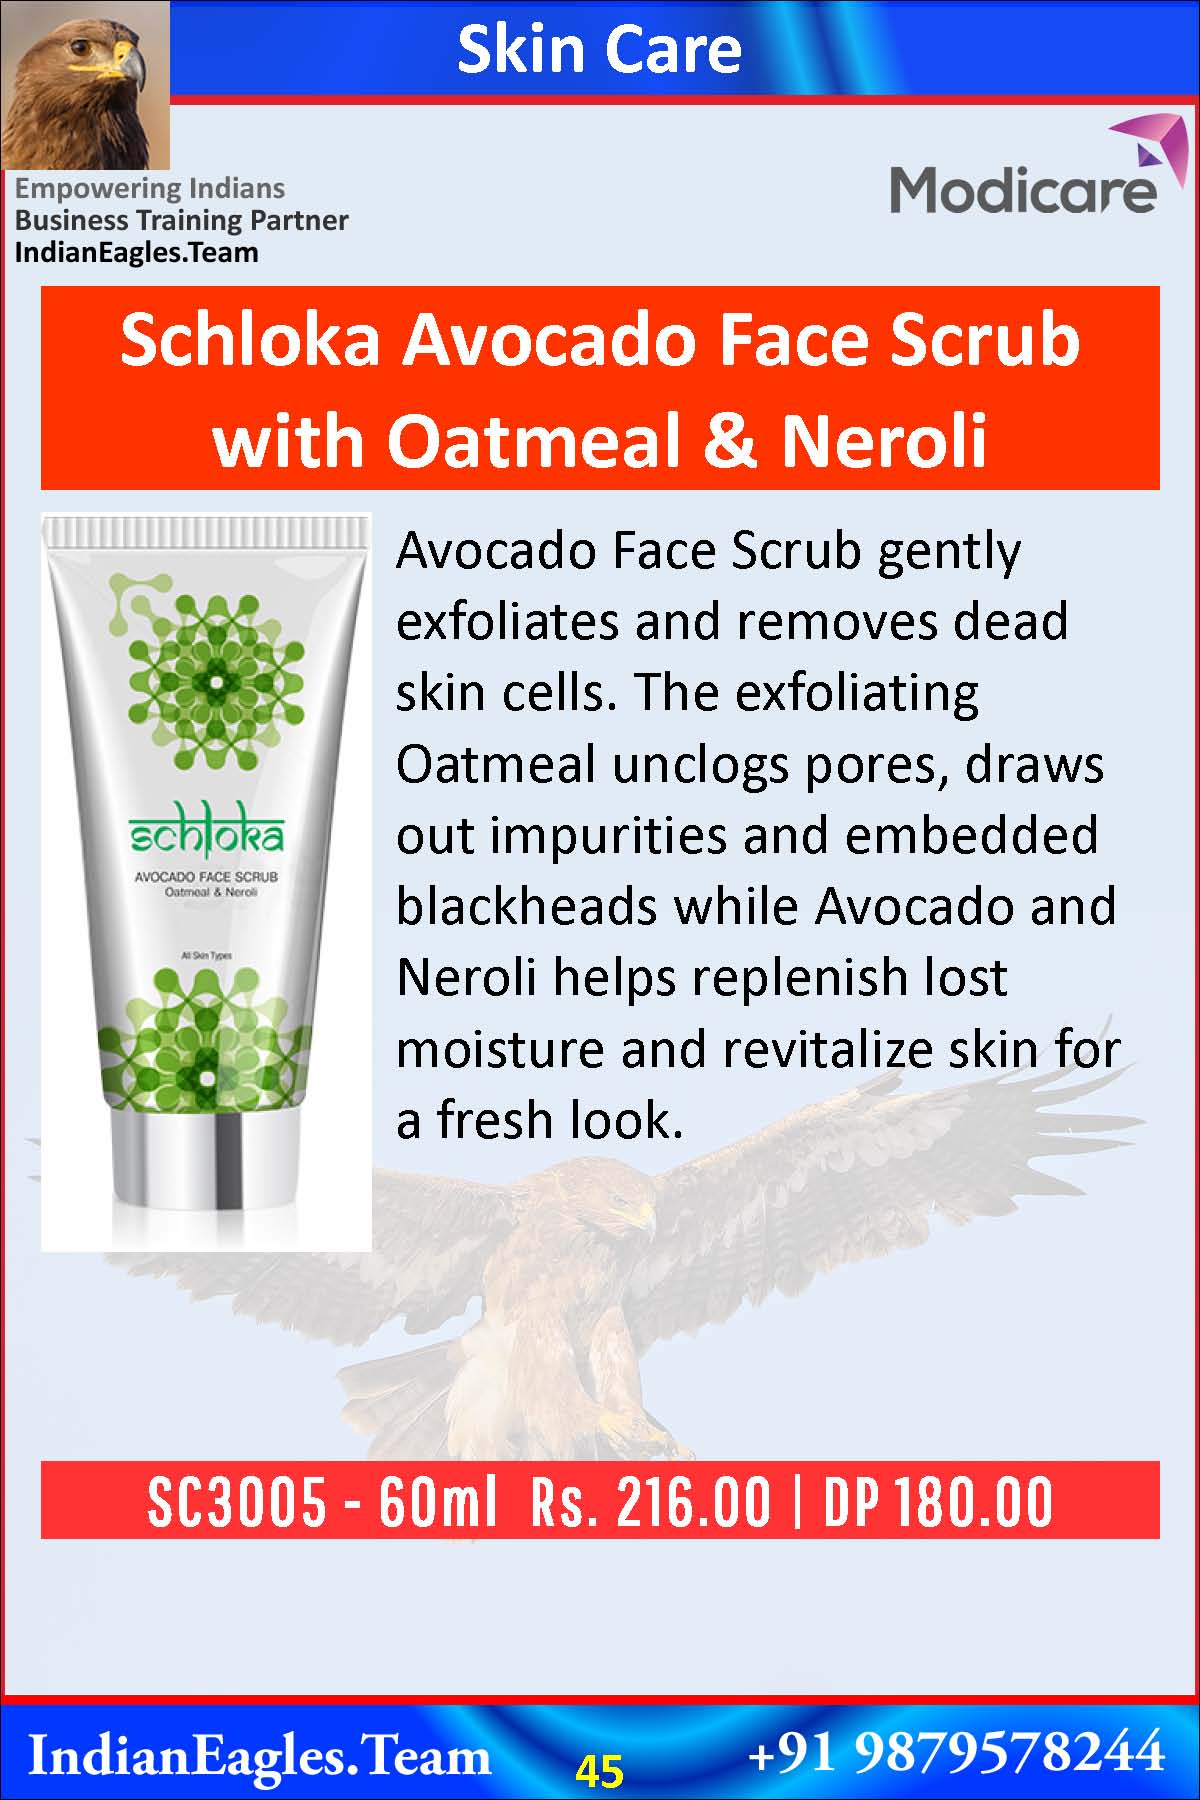 Skin Care
Empowering Indians
Business Training Partner
IndianEagles.Team
Modicare
Schloka Avocado Face Scrub
with Oatmeal & Neroli
schloka
AVOCADO FACE SCRUB
Oatmeal & Neroli
All Skin Types
Avocado Face Scrub gently
exfoliates and removes dead
skin cells. The exfoliating
Oatmeal unclogs pores, draws
out impurities and embedded
blackheads while Avocado and
Neroli helps replenish lost
moisture and revitalize skin for
a fresh look.
SC3005 - 60ml Rs. 216.00 | DP 180.00
IndianEagles.Team
45
+91 9879578244